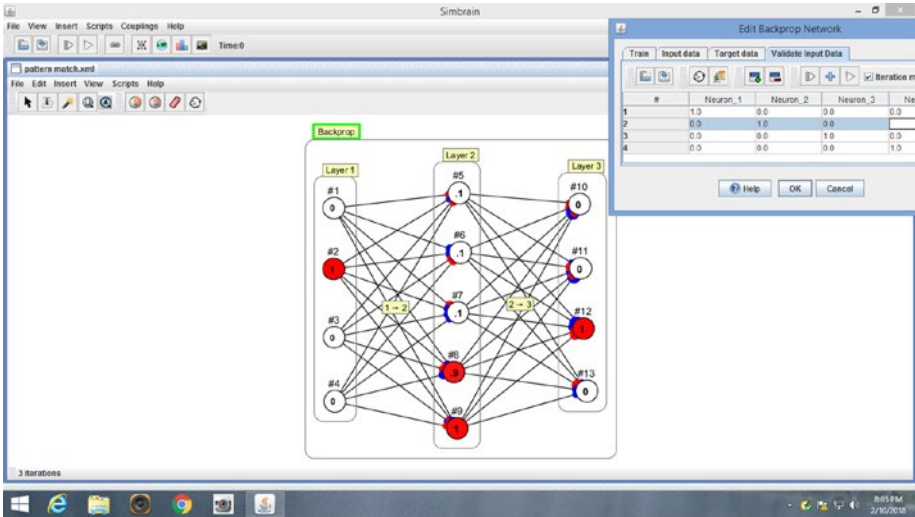 Simbrain
File View Insert Scripts Couplings Help
Time:0
pattern match.xml
File Edit Insert View Scripts Help
Backprop
Layer 1
Layer 2
Layer 3
#1
0
#2
1
#3
0
#4
0
1 → 2
#5
.1
#6
.1
#7
.1
#8
.9
#9
1
2 → 3
#10
0
#11
0
#12
1
#13
0
3 iterations
Edit Backprop Network
Train Input data Target data Validate Input Data
Iteration m
# Neuron_1 Neuron_2 Neuron_3 Ne
1 1.0 0.0 0.0 0.0
2 0.0 1.0 0.0
3 0.0 0.0 1.0 0.0
4 0.0 0.0 0.0 1.0
Help OK Cancel
8:05 PM
2/10/2018